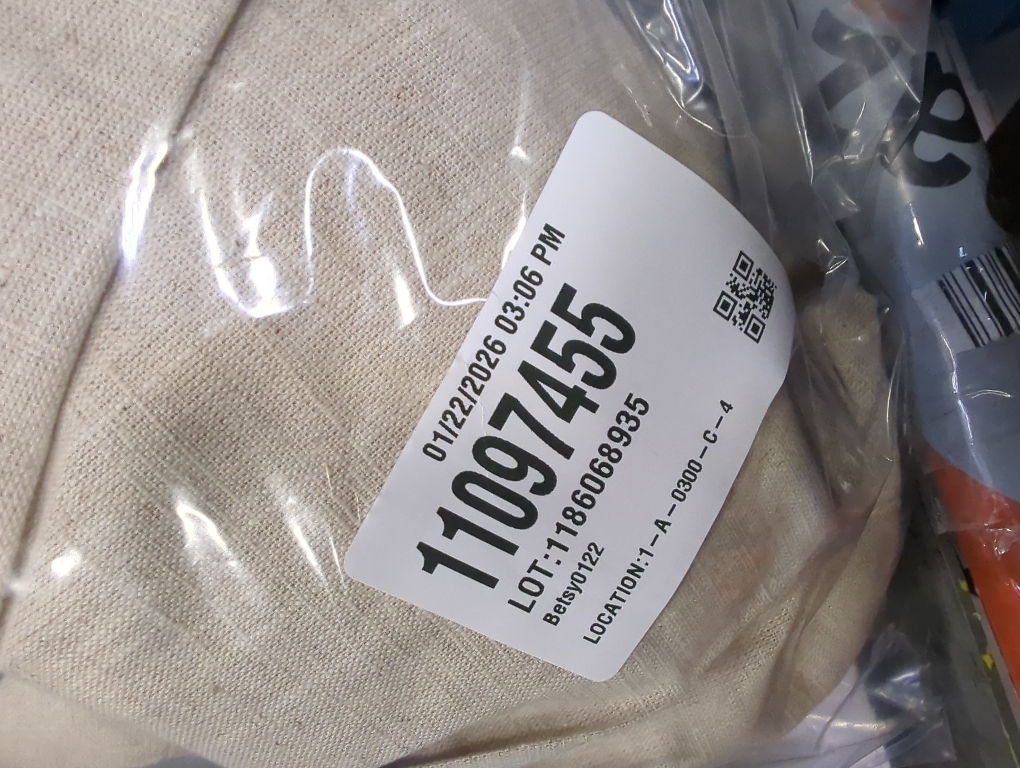 01/22/2026 03:06 PM
11097455
LOT:1186068935
Betsy0122
LOCATION:1-A-0300-C-4